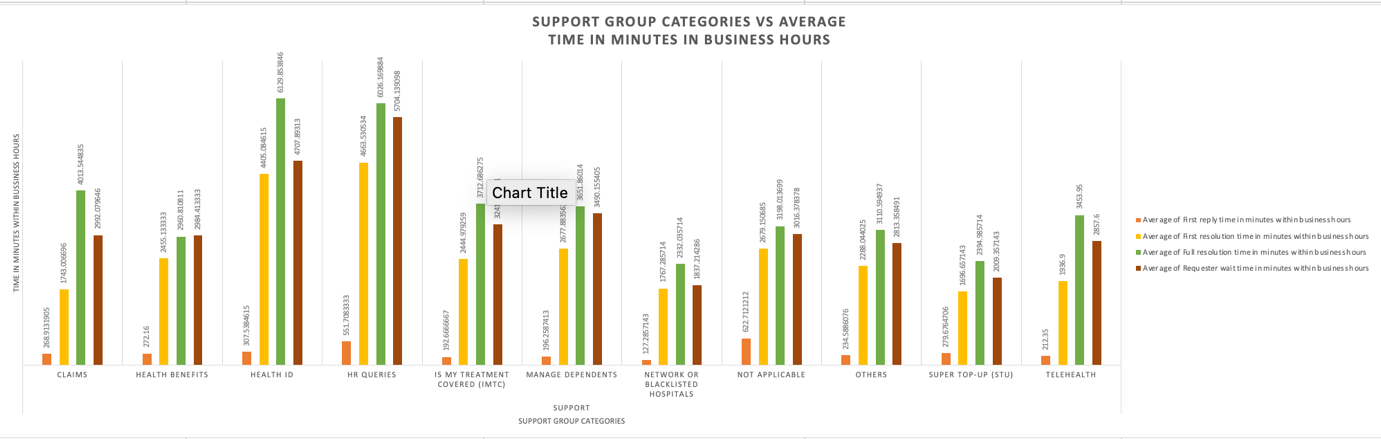 SUPPORT GROUP CATEGORIES VS AVERAGE
TIME IN MINUTES IN BUSINESS HOURS
TIME IN MINUTES WITHIN BUSSINESS HOURS
268.9131905
1743.006696
4013.544835
2992.079646
272.16
2455.133333
2960.810811
2984.413333
307.5384615
4405.084615
6129.853846
4707.89313
551.7083333
4663.530534
6026.169884
5704.139098
192.6666667
2444.979259
3712.686275
196.2587413
3651.86014
3490.155405
127.2857143
1767.285714
2332.035714
1837.214286
622.7121212
2679.150685
3198.013699
3016.378378
234.5886076
2288.044025
3110.594937
2813.358491
279.6764706
1696.657143
2394.985714
2009.357143
212.35
1936.9
3453.95
2857.6
Chart Title
CLAIMS
HEALTH BENEFITS
HEALTH ID
HR QUERIES
IS MY TREATMENT
COVERED (IMTC)
MANAGE DEPENDENTS
NETWORK OR
BLACKLISTED
HOSPITALS
NOT APPLICABLE
OTHERS
SUPER TOP-UP (STU)
TELEHEALTH
SUPPORT
SUPPORT GROUP CATEGORIES
Average of First reply time in minutes within business hours
Average of First resolution time in minutes within business hours
Average of Full resolution time in minutes within business hours
Average of Requester wait time in minutes within business hours